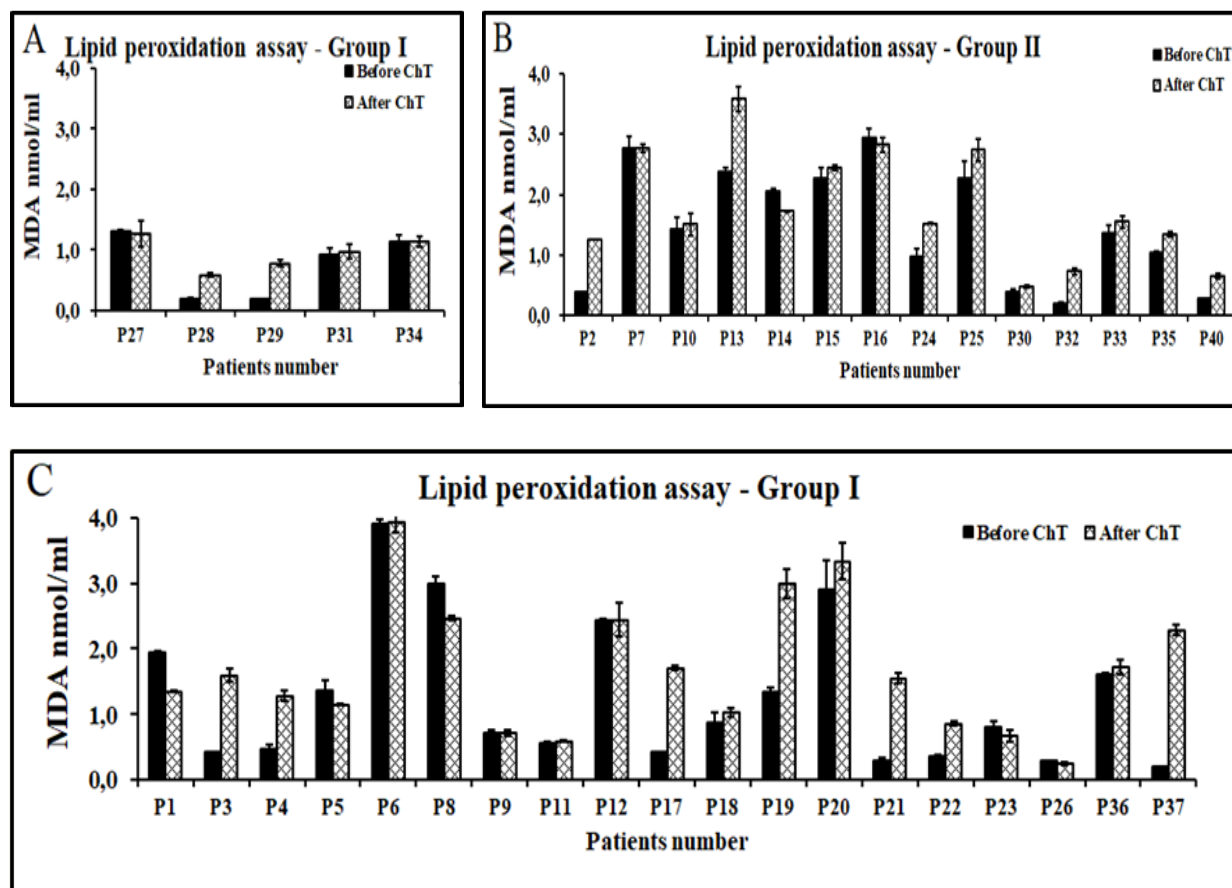 A
Lipid peroxidation assay - Group I
4,0
3,0
2,0
1,0
0,0
MDA nmol/ml
Before ChT
After ChT
P27 P28 P29 P31 P34
Patients number
B
Lipid peroxidation assay - Group II
4,0
3,0
2,0
1,0
0,0
MDA nmol/ml
Before ChT
After ChT
P2 P7 P10 P13 P14 P15 P16 P24 P25 P30 P32 P33 P35 P40
Patients number
C
Lipid peroxidation assay - Group I
4,0
3,0
2,0
1,0
0,0
MDA nmol/ml
Before ChT After ChT
P1 P3 P4 P5 P6 P8 P9 P11 P12 P17 P18 P19 P20 P21 P22 P23 P26 P36 P37
Patients number